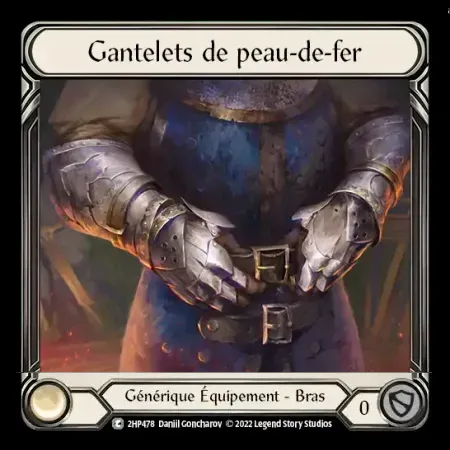 Gantelets de peau-de-fer
Générique Équipement - Bras
0
C 2HP478 Daniil Goncharov © 2022 Legend Story Studios